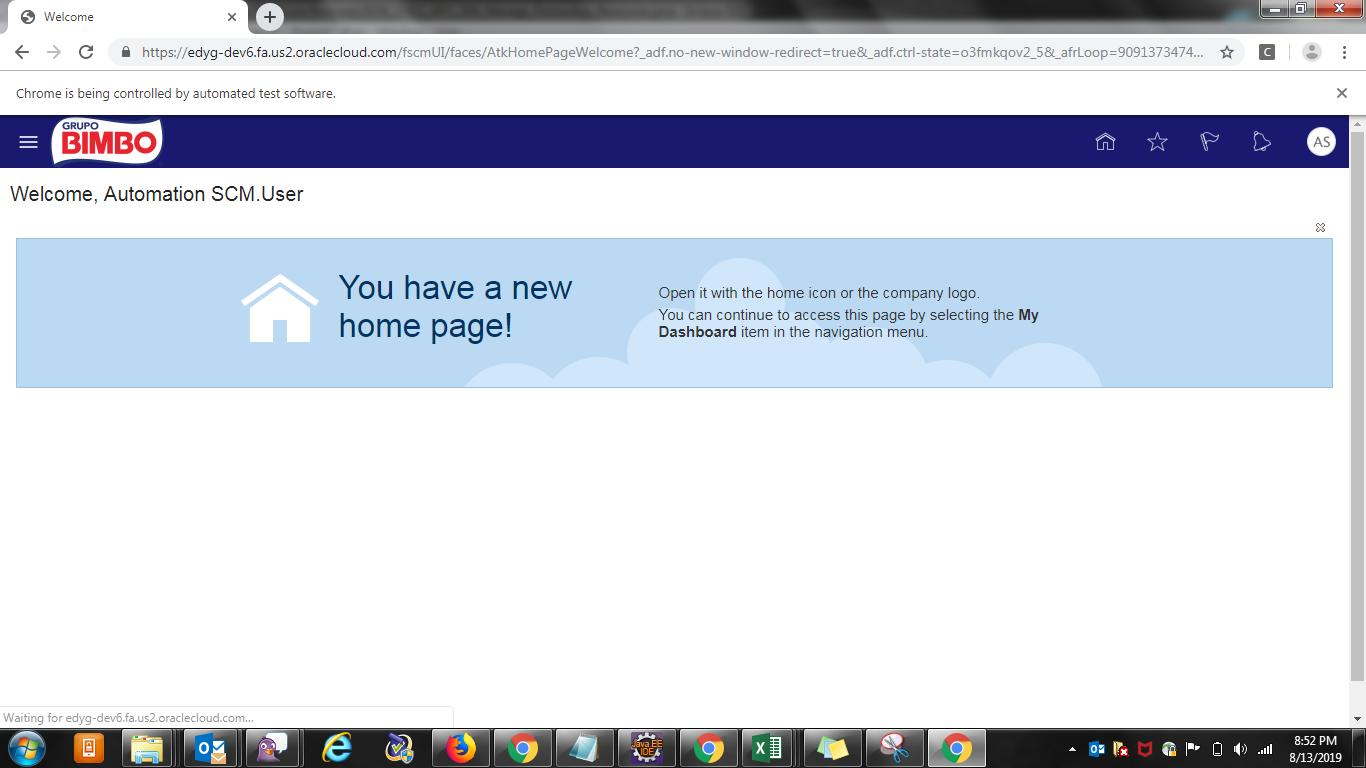 Welcome
https://edyg-dev6.fa.us2.oraclecloud.com/fscmUI/faces/AtkHomePageWelcome?_adf.no-new-window-redirect=true&_adf.ctrl-state=o3fmkqov2_5&_afrLoop=9091373474...
C
Chrome is being controlled by automated test software.
GRUPO
BIMBO
AS
Welcome, Automation SCM.User
You have a new
home page!
Open it with the home icon or the company logo.
You can continue to access this page by selecting the My
Dashboard item in the navigation menu.
Waiting for edyg-dev6.fa.us2.oraclecloud.com...
Java EE
IDE
8:52 PM
8/13/2019